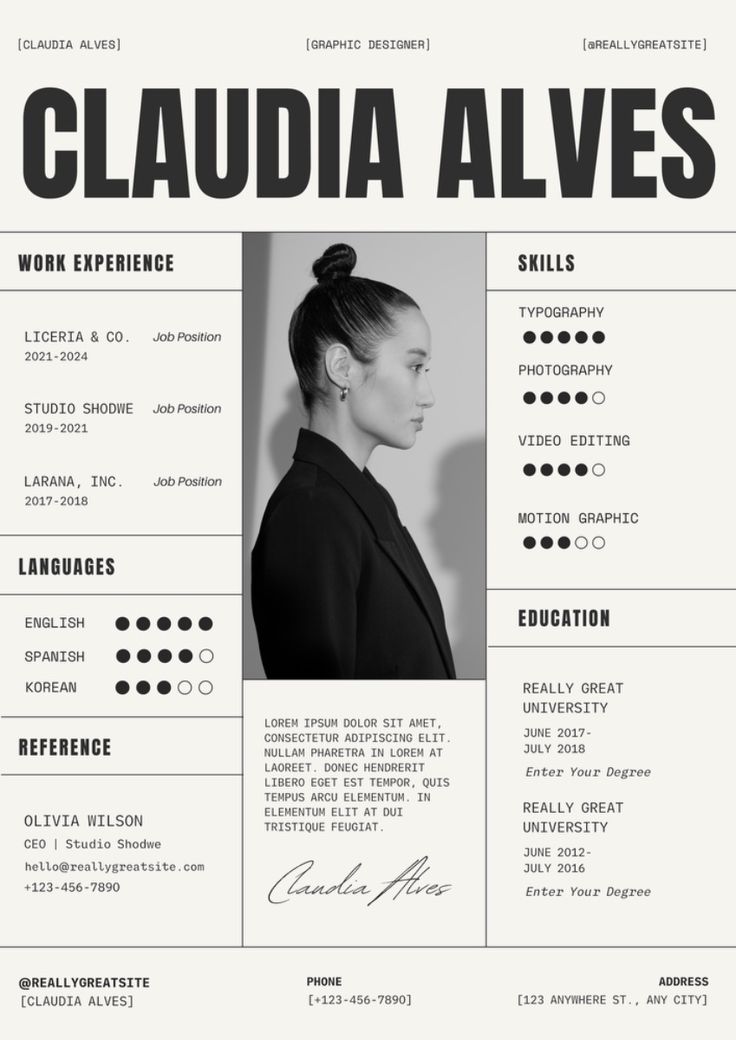 [CLAUDIA ALVES]
[GRAPHIC DESIGNER]
[@REALLYGREATSITE]
CLAUDIA ALVES
WORK EXPERIENCE
LICERIA & CO. Job Position
2021-2024
STUDIO SHODWE Job Position
2019-2021
LARANA, INC. Job Position
2017-2018
LANGUAGES
ENGLISH
SPANISH
KOREAN
REFERENCE
OLIVIA WILSON
CEO | Studio Shodwe
hello@reallygreatsite.com
+123-456-7890
LOREM IPSUM DOLOR SIT AMET,
CONSECTETUR ADIPISCING ELIT.
NULLAM PHARETRA IN LOREM AT
LAOREET. DONEC HENDRERIT
LIBERO EGET EST TEMPOR, QUIS
TEMPUS ARCU ELEMENTUM. IN
ELEMENTUM ELIT AT DUI
TRISTIQUE FEUGIAT.
Claudia Alves
SKILLS
TYPOGRAPHY
PHOTOGRAPHY
VIDEO EDITING
MOTION GRAPHIC
EDUCATION
REALLY GREAT
UNIVERSITY
JUNE 2017-
JULY 2018
Enter Your Degree
REALLY GREAT
UNIVERSITY
JUNE 2012-
JULY 2016
Enter Your Degree
@REALLYGREATSITE
[CLAUDIA ALVES]
PHONE
[+123-456-7890]
ADDRESS
[123 ANYWHERE ST., ANY CITY]